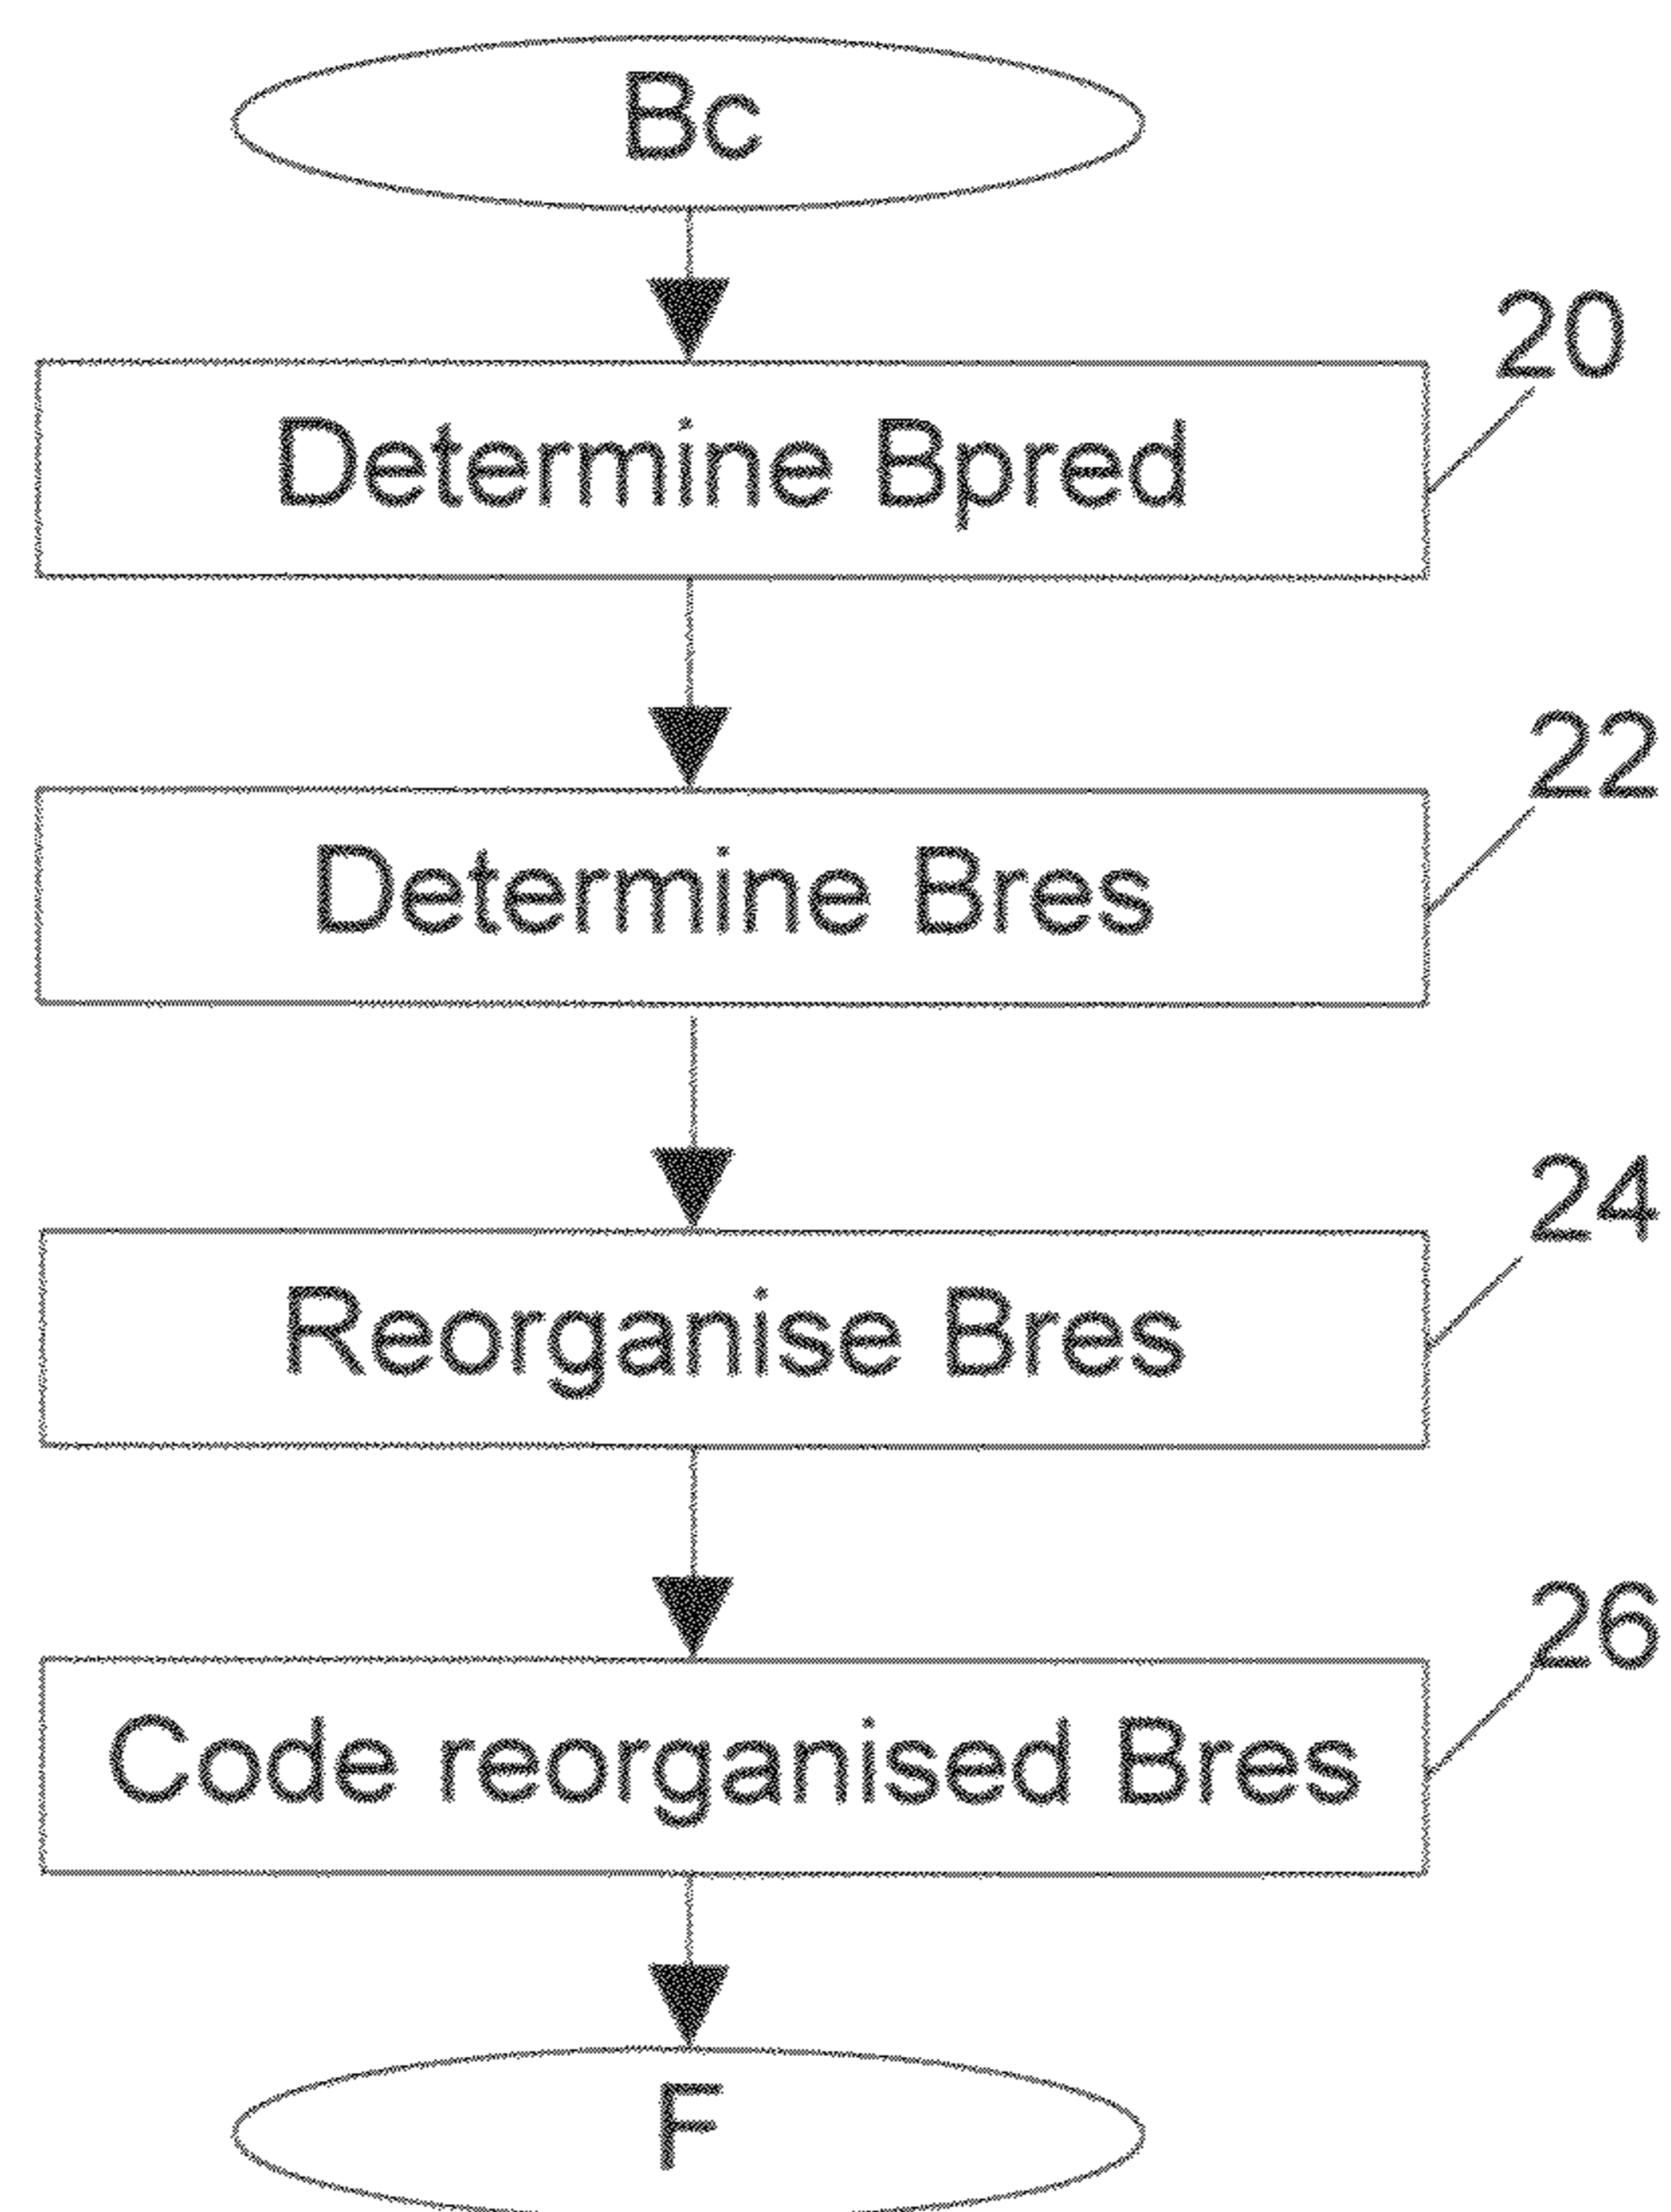 Bc
20
Determine Bpred
22
Determine Bres
24
Reorganise Bres
26
Code reorganised Bres
F